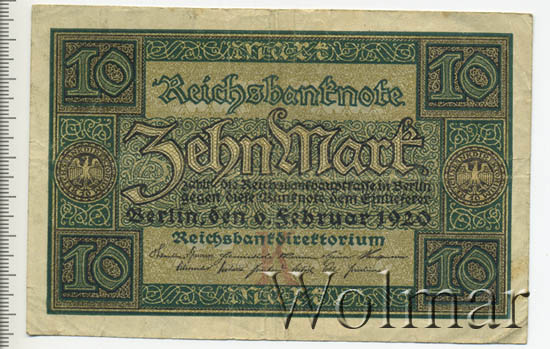 10 10
Reichsbanknote
Zehn Mark
zahlt die Reichsbankhauptkasse in Berlin
gegen diese Banknote dem Einlieferer
Berlin, den 6. Februar 1920
Reichsbankdirektorium
10 10
Wolmar